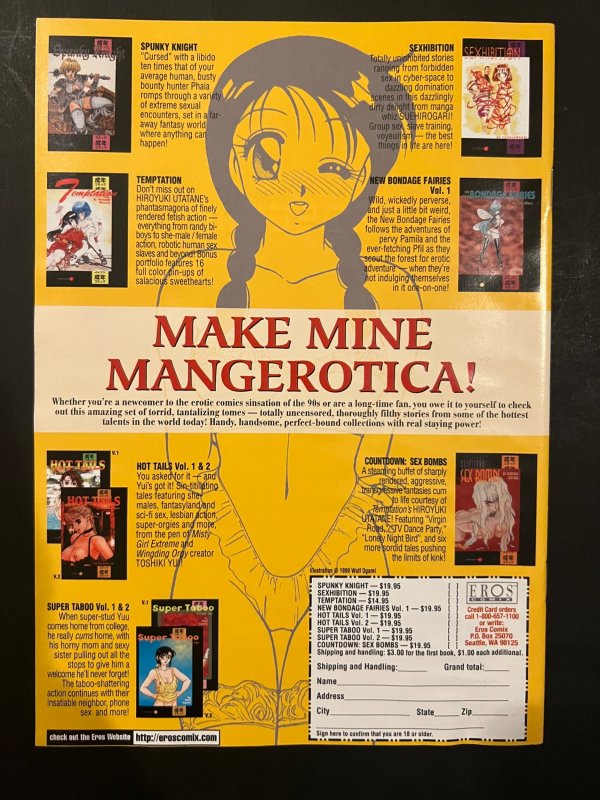 SPUNKY KNIGHT
"Cursed" with a libido
ten times that of your
average human, busty
bounty hunter Phaia
romps through a variety
of extreme sexual
encounters, set in a far-
away fantasy world
where anything can
happen!
SEXHIBITION
Totally uninhibited stories
ranging from forbidden
sex in cyber-space to
dazzling domination
scenes in this dazzlingly
dirty delight from manga
whiz SUEHIROGARI!
Group sex, slave training,
voyeurism — the best
things in life are here!
TEMPTATION
Don't miss out on
HIROYUKI UTATANE's
phantasmagoria of finely
rendered fetish action —
everything from randy bi-
boys to she-male / female
action, robotic human sex
slaves and beyond! Bonus
portfolio features 16
full color pin-ups of
salacious sweethearts!
NEW BONDAGE FAIRIES
Vol. 1
Wild, wickedly perverse,
and just a little bit weird,
the New Bondage Fairies
follows the adventures of
pervy Pamila and the
ever-fetching Pfil as they
scout the forest for erotic
adventure — when they're
not indulging themselves
in it one-on-one!
MAKE MINE
MANGEROTICA!
Whether you're a newcomer to the erotic comics sinsation of the 90s or are a long-time fan, you owe it to yourself to check
out this amazing set of torrid, tantalizing tomes — totally uncensored, thoroughly filthy stories from some of the hottest
talents in the world today! Handy, handsome, perfect-bound collections with real staying power!
V.1
HOT TAILS
HOT TAILS
V.2
HOT TAILS Vol. 1 & 2
You asked for it — and
Yui's got it! Sin-titillating
tales featuring she-
males, fantasyland and
sci-fi sex, lesbian action,
super-orgies and more,
from the pen of Misty
Girl Extreme and
Wingding Orgy creator
TOSHIKI YUI!
COUNTDOWN: SEX BOMBS
A steaming buffet of sharply
rendered, aggressive,
transgressive fantasies cum
to life courtesy of
Temptation's HIROYUKI
UTATANE! Featuring "Virgin
Road," "TV Dance Party,"
"Lonely Night Bird", and six
more sordid tales pushing
the limits of kink!
SUPER TABOO Vol. 1 & 2
When super-stud You
comes home from college,
he really cums home, with
his horny mom and sexy
sister pulling out all the
stops to give him a
welcome he'll never forget!
The taboo-shattering
action continues with their
insatiable neighbor, phone
sex and more!
V.1
Super Taboo
Super Taboo
V.2
check out the Eros Website http://eroscomix.com
Illustration © 1999 Wolf Ogami
SPUNKY KNIGHT — $19.95 [ ]
SEXHIBITION — $19.95 [ ]
TEMPTATION — $14.95 [ ]
NEW BONDAGE FAIRIES Vol. 1 — $19.95 [ ]
HOT TAILS Vol. 1 — $19.95 [ ]
HOT TAILS Vol. 2 — $19.95 [ ]
SUPER TABOO Vol. 1 — $19.95 [ ]
SUPER TABOO Vol. 2 — $19.95 [ ]
COUNTDOWN: SEX BOMBS — $19.95 [ ]
Shipping and handling: $3.00 for the first book, $1.00 each additional.
EROS
COMIX
Credit Card orders
call 1-800-657-1100
or write:
Eros Comix
P.O. Box 25070
Seattle, WA 98125
Shipping and Handling: Grand total:
Name
Address
City State Zip
Sign here to confirm that you are 18 or older.